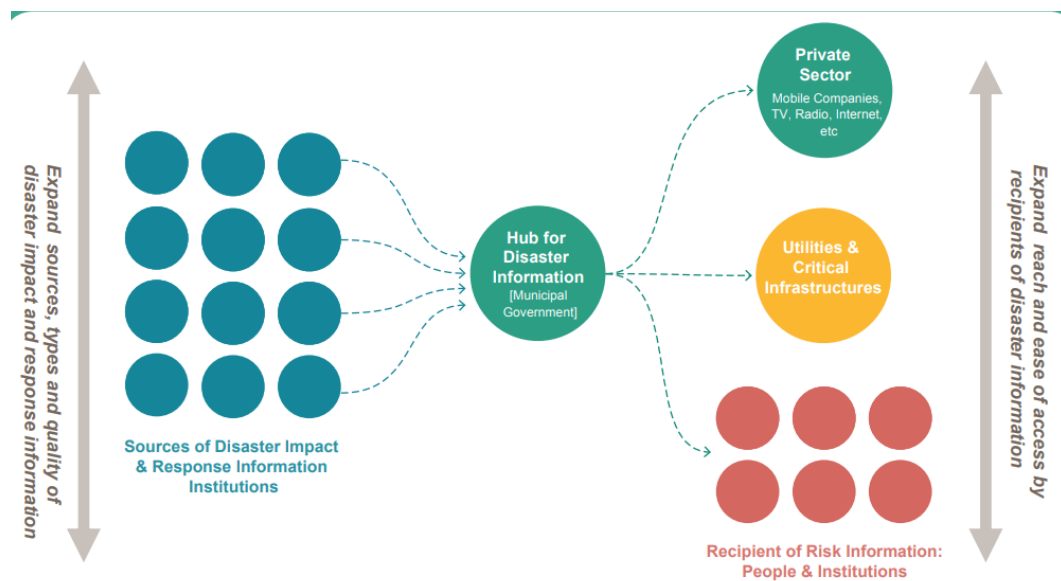 Expand sources, types and quality of
disaster impact and response information
Sources of Disaster Impact
& Response Information
Institutions
Hub for
Disaster
Information
[Municipal
Government]
Private
Sector
Mobile Companies,
TV, Radio, Internet,
etc
Utilities &
Critical
Infrastructures
Recipient of Risk Information:
People & Institutions
Expand reach and ease of access by
recipients of disaster information